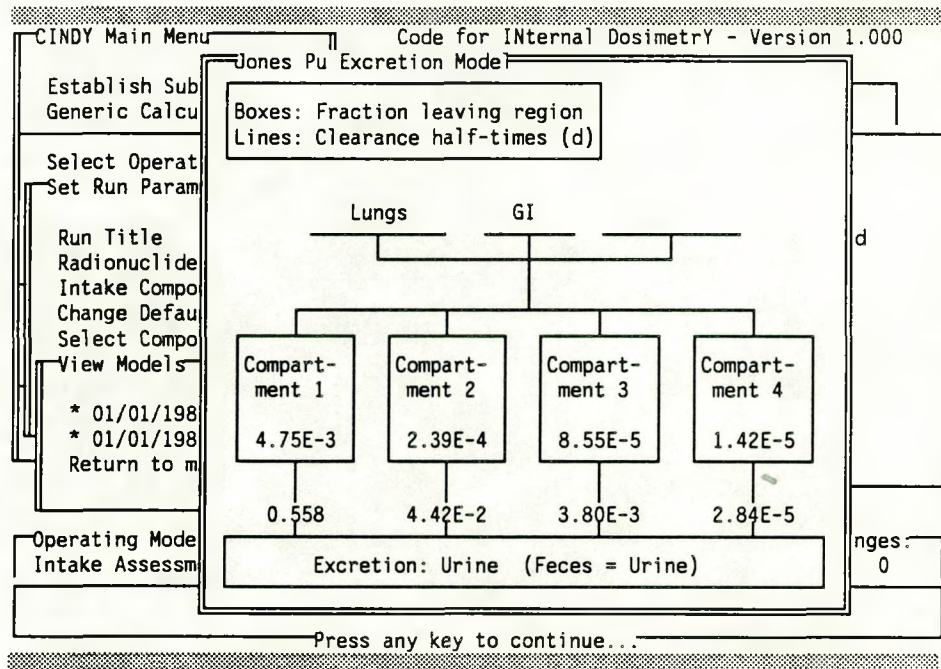 CINDY Main Menu
Code for INternal DosimetrY - Version 1.000
Jones Pu Excretion Model
Establish Sub
Generic Calcu
Boxes: Fraction leaving region
Lines: Clearance half-times (d)
Select Operat
Set Run Param
Lungs GI
Run Title d
Radionuclide
Intake Compo
Change Defau
Select Compo
View Models
Compart- Compart- Compart- Compart-
ment 1 ment 2 ment 3 ment 4
* 01/01/198
* 01/01/198
4.75E-3 2.39E-4 8.55E-5 1.42E-5
Return to m
0.558 4.42E-2 3.80E-3 2.84E-5
Operating Mode nges:
Intake Assessm 0
Excretion: Urine (Feces = Urine)
Press any key to continue...